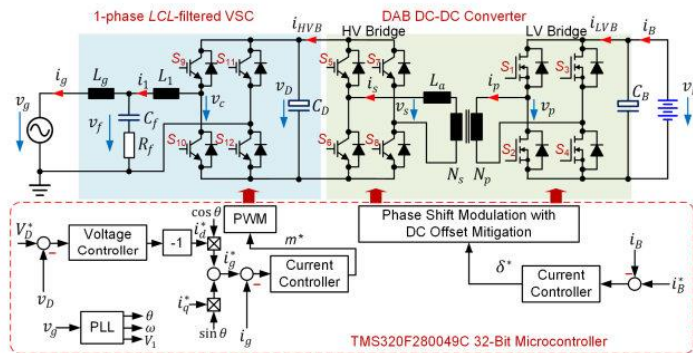 1-phase LCL-filtered VSC
DAB DC-DC Converter
HV Bridge
LV Bridge
i_HVB
i_LVB
i_B
S_9
S_11
S_5
S_7
S_1
S_3
i_g
L_g
i_1
L_1
i_s
L_a
i_p
v_g
v_f
C_f
R_f
v_c
v_D
C_D
v_s
v_p
C_B
S_10
S_12
S_6
S_8
S_2
S_4
N_s
N_p
cosθ
V_D*
Voltage
Controller
-1
i_d*
PWM
m*
Phase Shift Modulation with
DC Offset Mitigation
v_D
i_g*
Current
Controller
δ*
Current
Controller
i_B
i_B*
v_g
PLL
θ
ω
V_1
i_q*
sinθ
i_g
TMS320F280049C 32-Bit Microcontroller